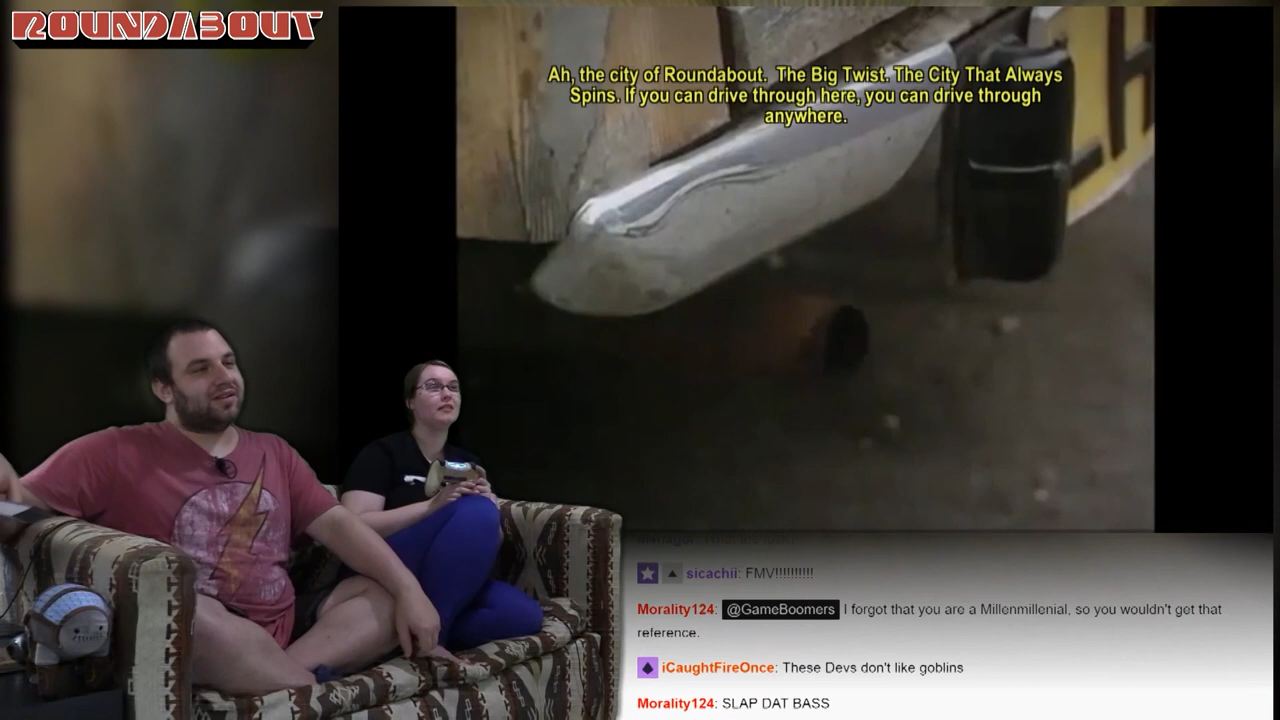 ROUNDABOUT
Ah, the city of Roundabout. The Big Twist. The City That Always
Spins. If you can drive through here, you can drive through
anywhere.
sicachii: FMV!!!!!!!!!!
Morality124: @GameBoomers I forgot that you are a Millenmillenial, so you wouldn't get that
reference.
iCaughtFireOnce: These Devs don't like goblins
Morality124: SLAP DAT BASS